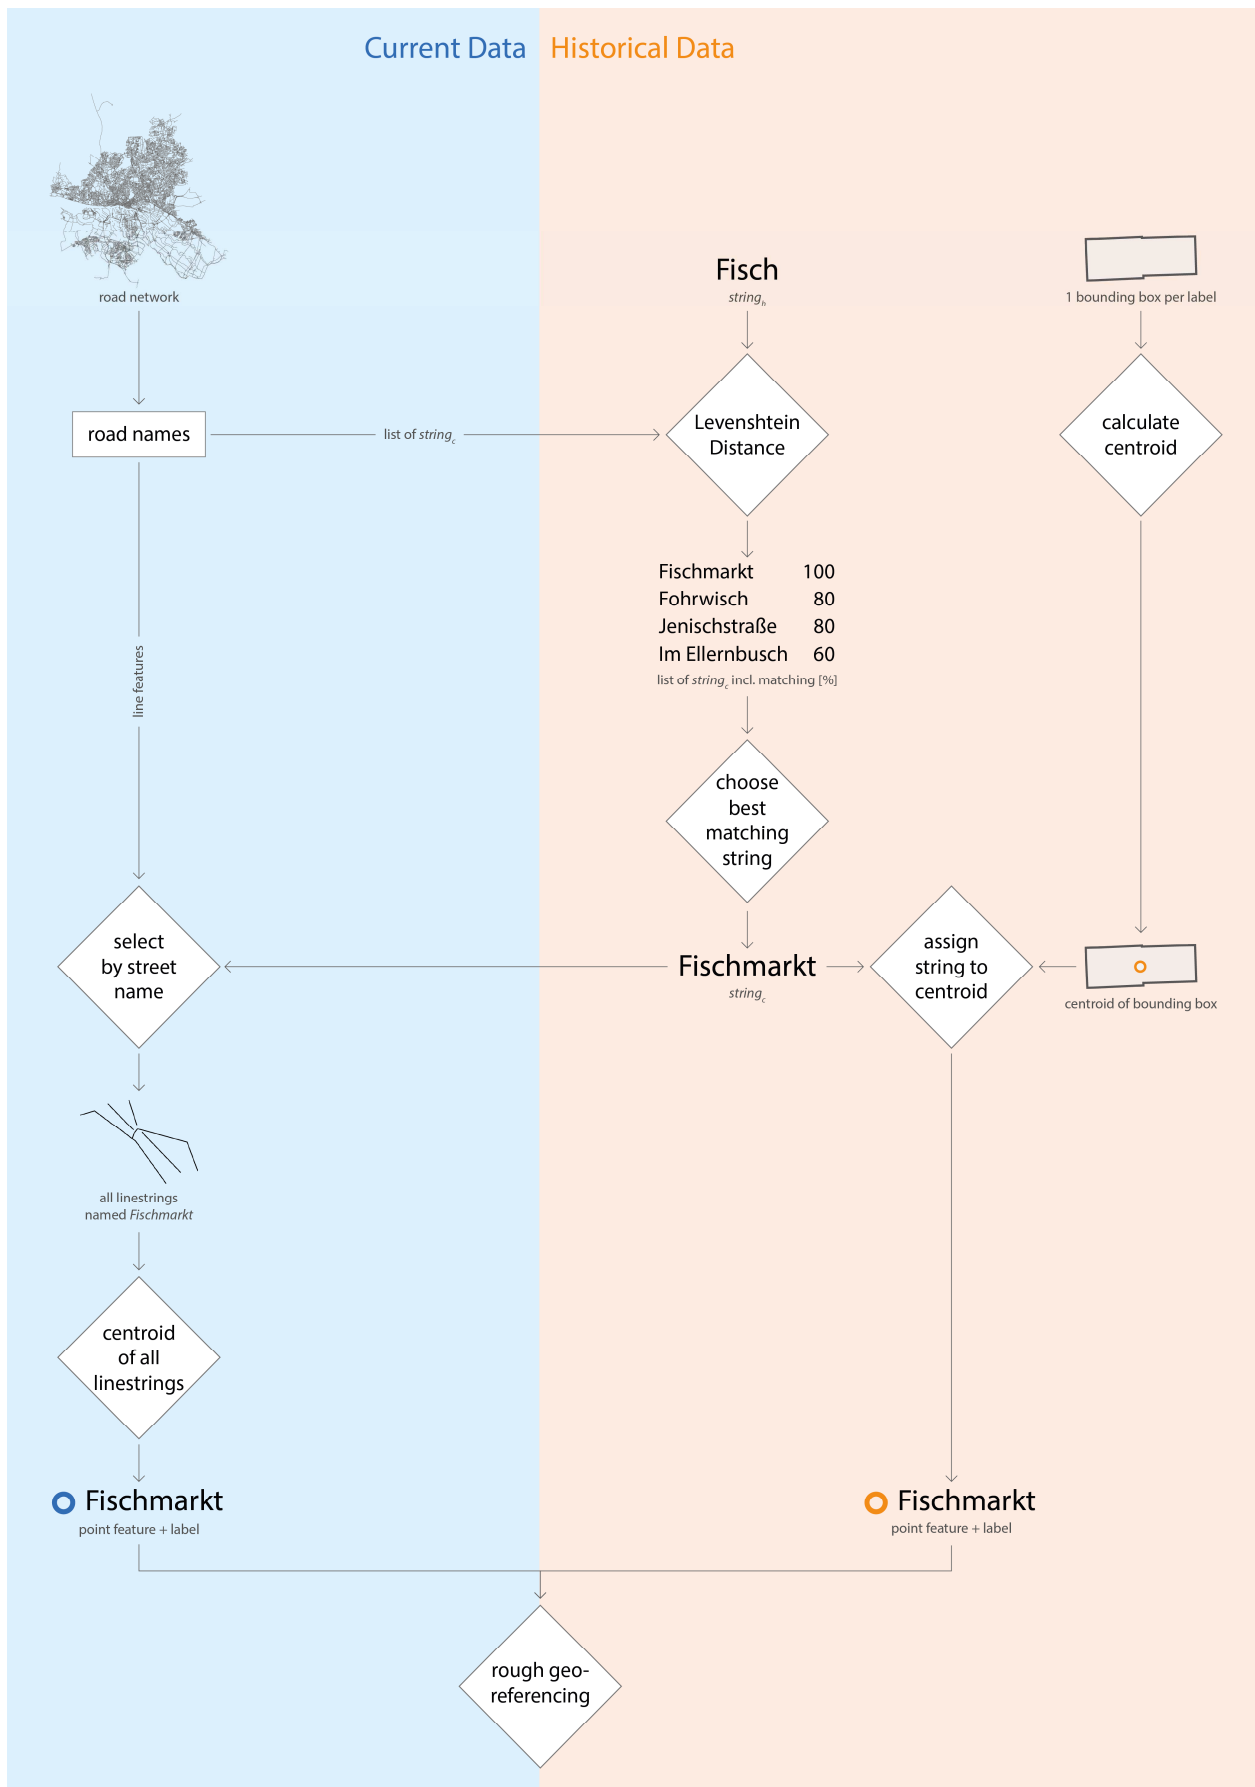 Current Data
Historical Data
road network
Fisch
string_h
1 bounding box per label
road names
list of string_c
Levenshtein
Distance
calculate
centroid
Fischmarkt 100
Fohrwisch 80
Jenischstraße 80
Im Ellernbusch 60
list of string_c incl. matching [%]
line features
choose
best
matching
string
select
by street
name
Fischmarkt
string_c
assign
string to
centroid
centroid of bounding box
all linestrings
named Fischmarkt
centroid
of all
linestrings
Fischmarkt
point feature + label
Fischmarkt
point feature + label
rough geo-
referencing